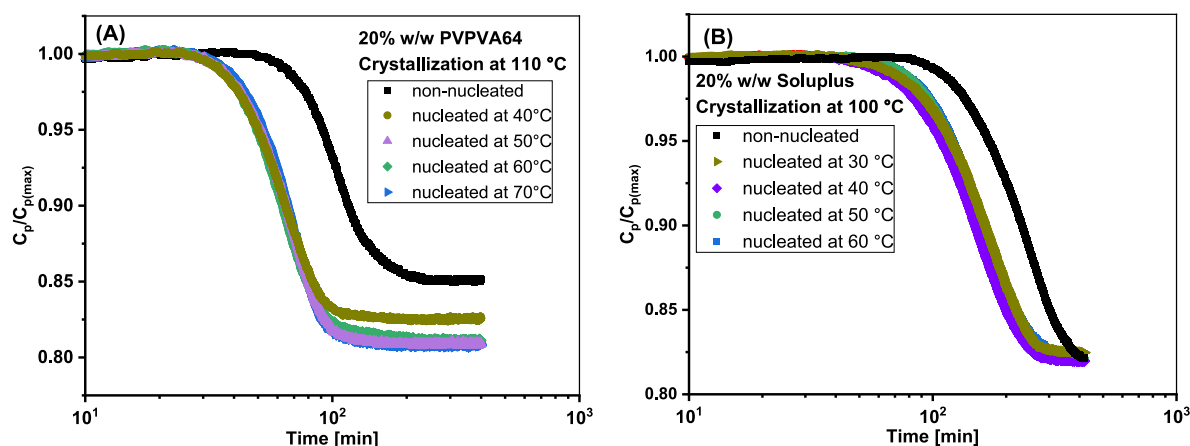 (A)
20% w/w PVPVA64
Crystallization at 110 °C
non-nucleated
nucleated at 40°C
nucleated at 50°C
nucleated at 60°C
nucleated at 70°C
1.00
0.95
0.90
0.85
0.80
Cp/Cp(max)
10¹
10²
10³
Time [min]
(B)
20% w/w Soluplus
Crystallization at 100 °C
non-nucleated
nucleated at 30 °C
nucleated at 40 °C
nucleated at 50 °C
nucleated at 60 °C
1.00
0.95
0.90
0.85
0.80
Cp/Cp(max)
10¹
10²
10³
Time [min]